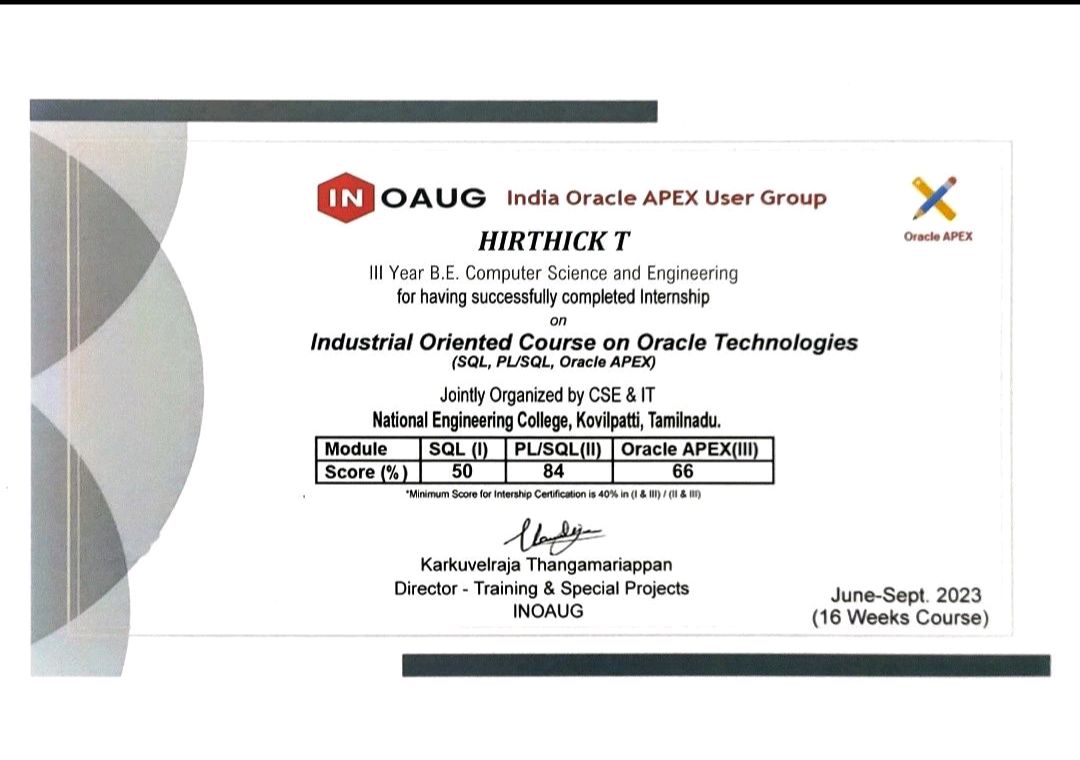 IN OAUG India Oracle APEX User Group
Oracle APEX
HIRTHICK T
III Year B.E. Computer Science and Engineering
for having successfully completed Internship
on
Industrial Oriented Course on Oracle Technologies
(SQL, PL/SQL, Oracle APEX)
Jointly Organized by CSE & IT
National Engineering College, Kovilpatti, Tamilnadu.
Module SQL (I) PL/SQL(II) Oracle APEX(III)
Score (%) 50 84 66
*Minimum Score for Intership Certification is 40% in (I & III) / (II & III)
Karkuvelraja Thangamariappan
Director - Training & Special Projects
INOAUG
June-Sept. 2023
(16 Weeks Course)